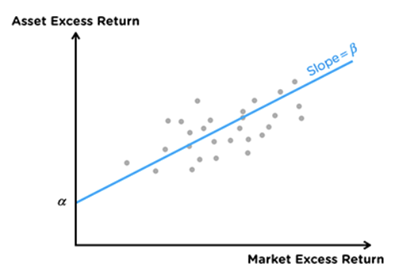 Asset Excess Return
Slope= β
α
Market Excess Return